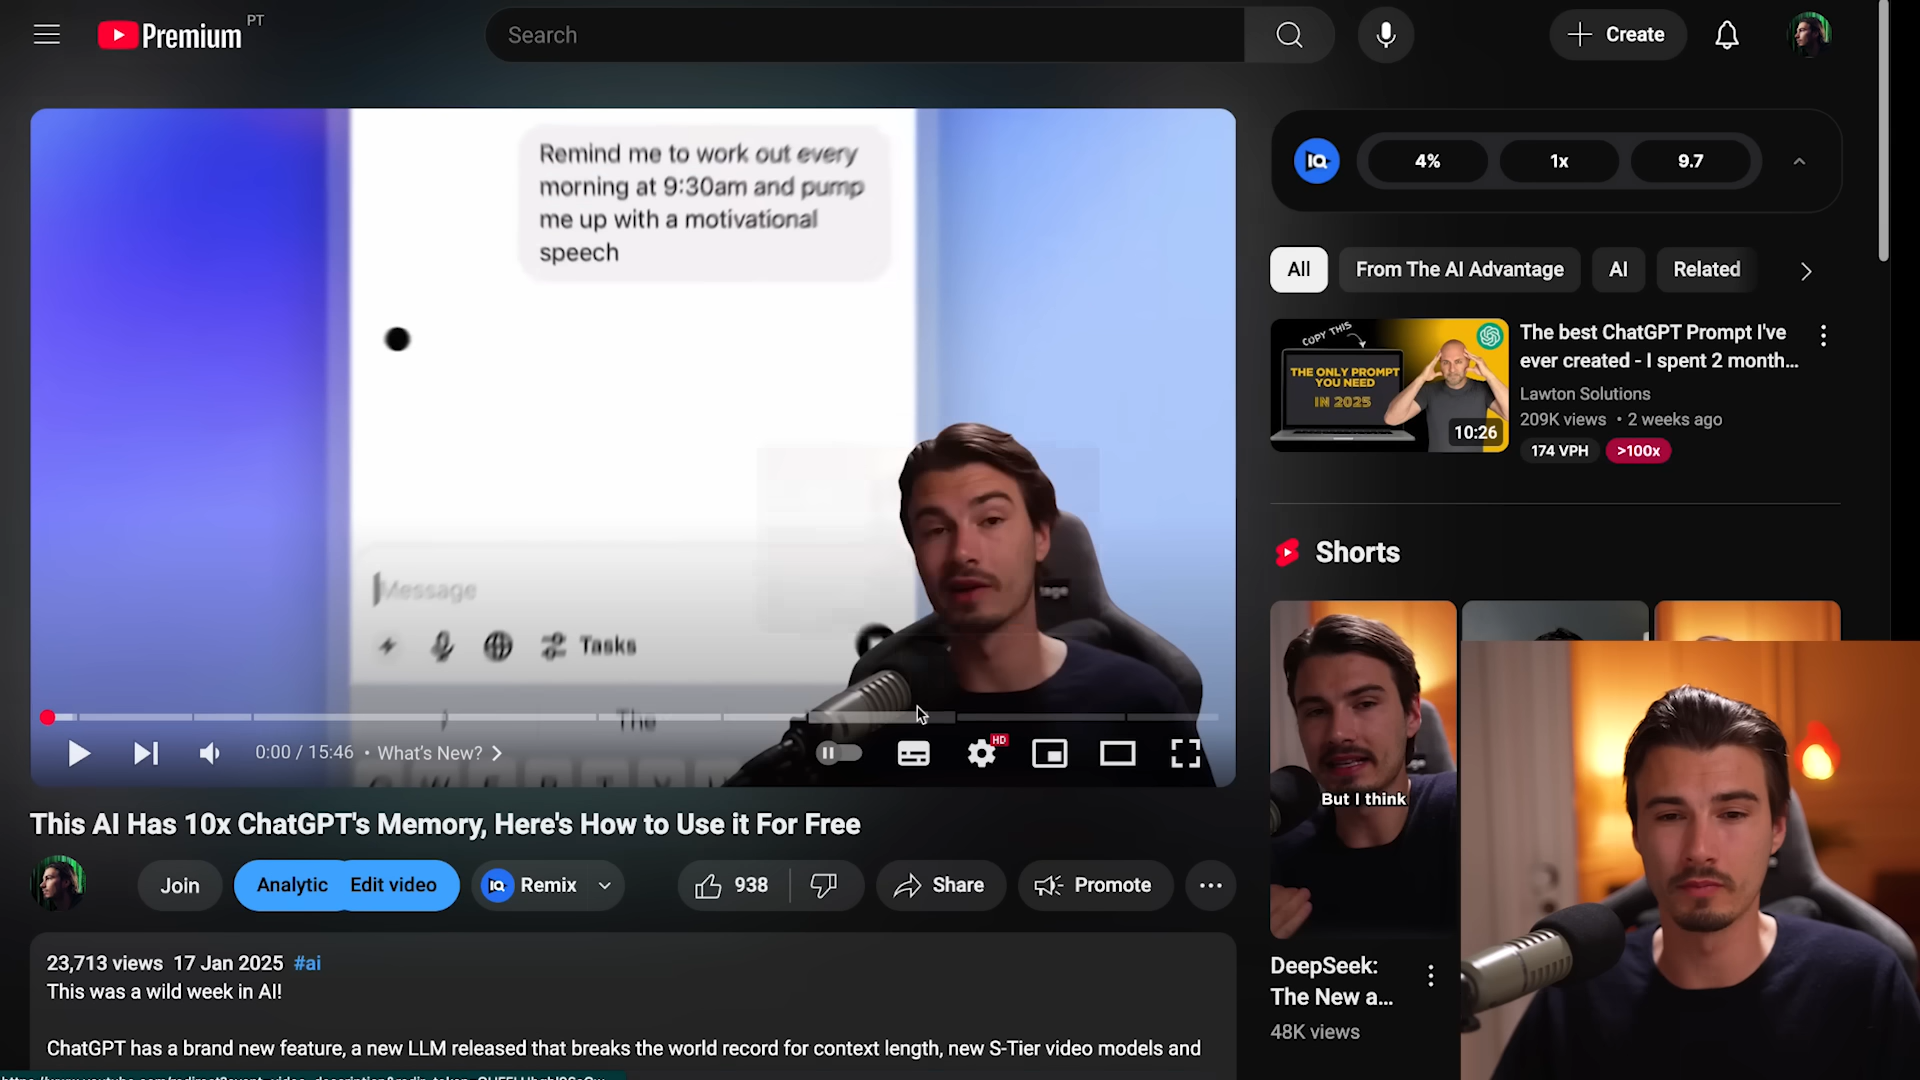 Premium PT
Search
Create
Remind me to work out every
morning at 9:30am and pump
me up with a motivational
speech
Message
Tasks
The
0:00 / 15:46 • What's New?
HD
This AI Has 10x ChatGPT's Memory, Here's How to Use it For Free
Join
Analytic
Edit video
IQ
Remix
938
Share
Promote
23,713 views 17 Jan 2025 #ai
This was a wild week in AI!
ChatGPT has a brand new feature, a new LLM released that breaks the world record for context length, new S-Tier video models and
IQ
4%
1x
9.7
All
From The AI Advantage
AI
Related
COPY THIS
THE ONLY PROMPT
YOU NEED
IN 2025
10:26
The best ChatGPT Prompt I've
ever created - I spent 2 month...
Lawton Solutions
209K views • 2 weeks ago
174 VPH
>100x
Shorts
But I think
DeepSeek:
The New a...
48K views